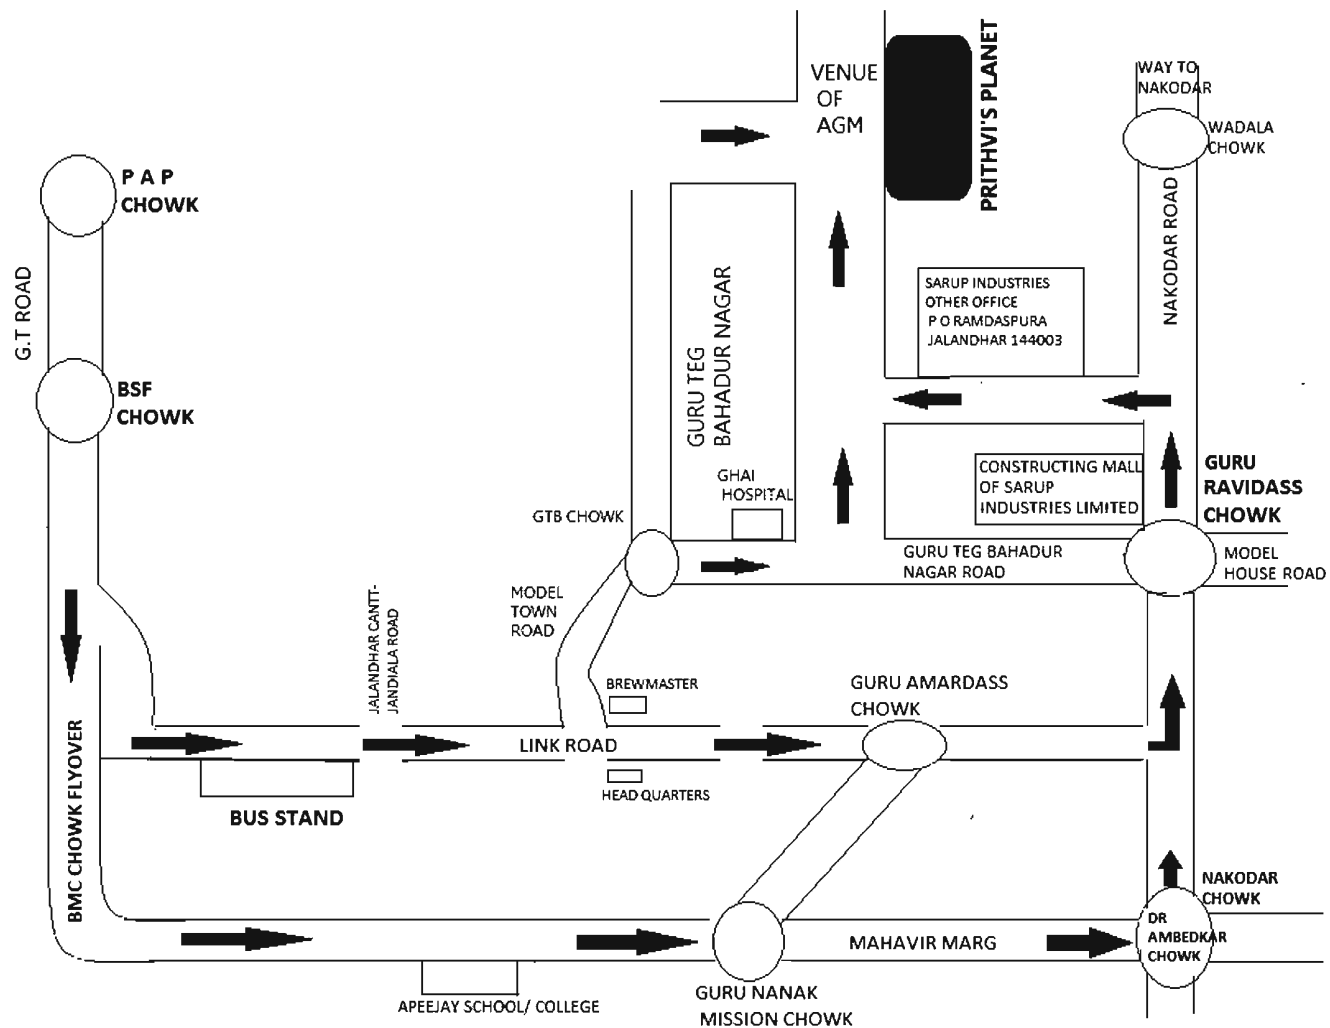 VENUE
OF
AGM
PRITHVI'S PLANET
WAY TO
NAKODAR
WADALA
CHOWK
NAKODAR ROAD
P A P
CHOWK
G.T ROAD
BSF
CHOWK
GURU TEG
BAHADUR NAGAR
SARUP INDUSTRIES
OTHER OFFICE
P O RAMDASPURA
JALANDHAR 144003
GHAI
HOSPITAL
CONSTRUCTING MALL
OF SARUP
INDUSTRIES LIMITED
GURU
RAVIDASS
CHOWK
GTB CHOWK
GURU TEG BAHADUR
NAGAR ROAD
MODEL
HOUSE ROAD
MODEL
TOWN
ROAD
JALANDHAR CANTT-
JANDIALA ROAD
BREWMASTER
GURU AMARDASS
CHOWK
LINK ROAD
HEAD QUARTERS
BUS STAND
BMC CHOWK FLYOVER
NAKODAR
CHOWK
DR
AMBEDKAR
CHOWK
MAHAVIR MARG
APEEJAY SCHOOL/ COLLEGE
GURU NANAK
MISSION CHOWK